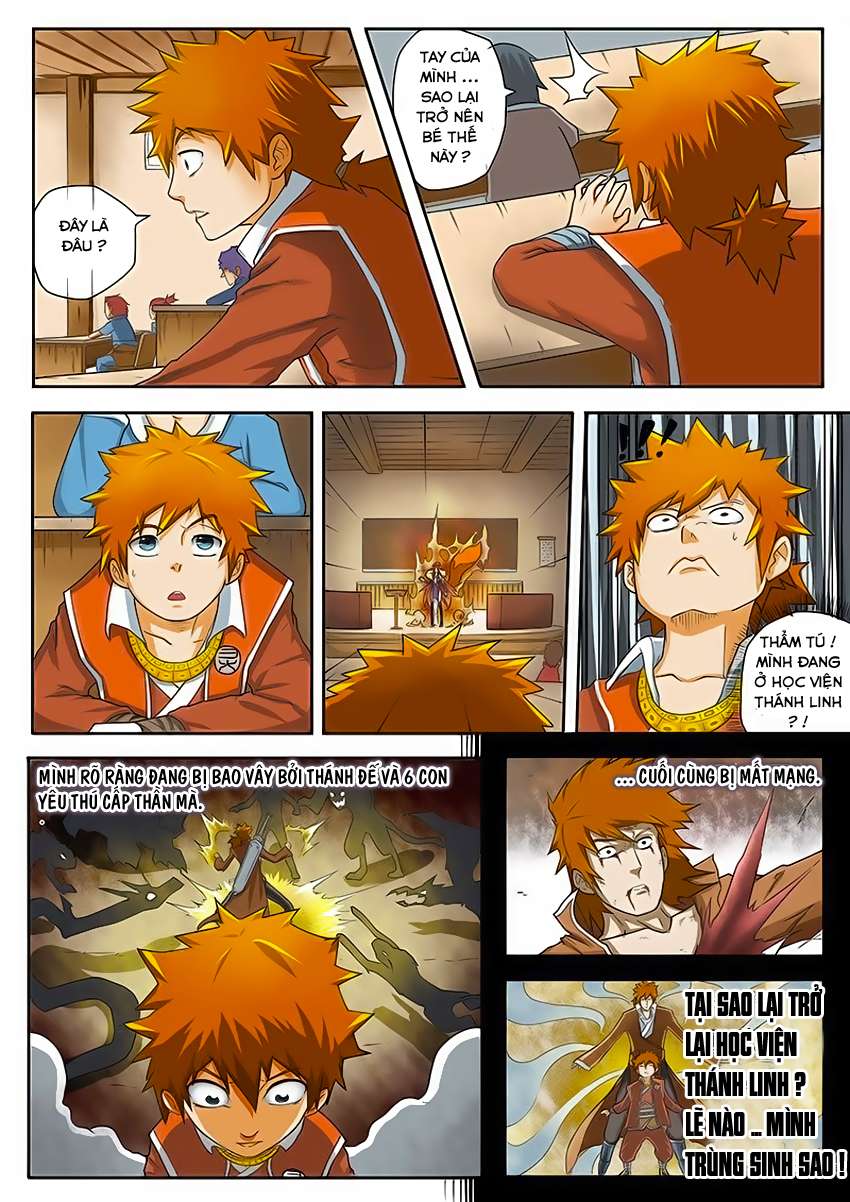 ĐÂY LÀ
ĐÂU ?
TAY CỦA
MÌNH ...
SAO LẠI
TRỞ NÊN
BÉ THẾ
NÀY ?
!!!
THẨM TÚ !
MÌNH ĐANG
Ở HỌC VIỆN
THÁNH LINH
? !
MÌNH RÕ RÀNG ĐANG BỊ BAO VÂY BỞI THÁNH ĐẾ VÀ 6 CON
YÊU THÚ CẤP THẦN MÀ.
... CUỐI CÙNG BỊ MẤT MẠNG.
TẠI SAO LẠI TRỞ
LẠI HỌC VIỆN
THÁNH LINH ?
LẼ NÀO .. MÌNH
TRÙNG SINH SAO !